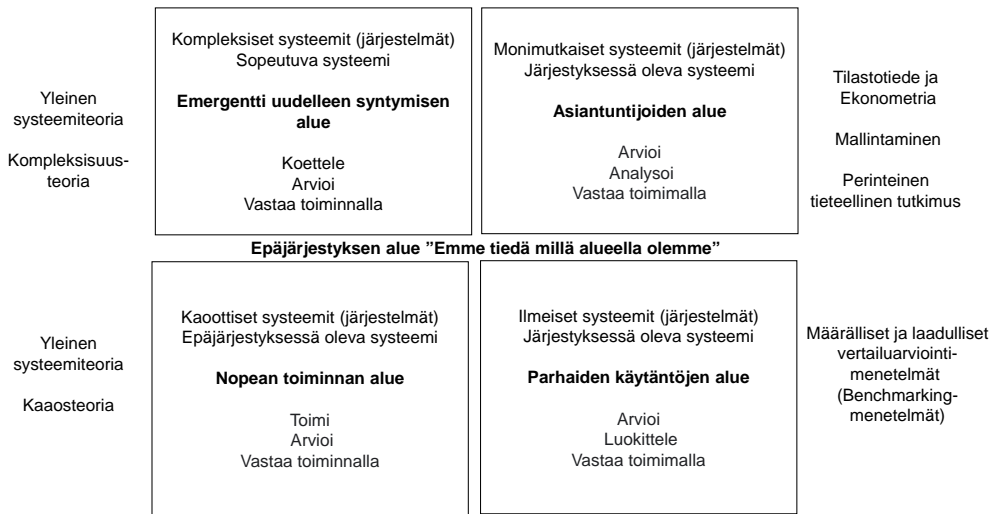 Yleinen
systeemiteoria
Kompleksisuus-
teoria
Kompleksiset systeemit (järjestelmät)
Sopeutuva systeemi
Emergentti uudelleen syntymisen
alue
Koettele
Arvioi
Vastaa toiminnalla
Monimutkaiset systeemit (järjestelmät)
Järjestyksessä oleva systeemi
Asiantuntijoiden alue
Arvioi
Analysoi
Vastaa toimimalla
Tilastotiede ja
Ekonometria
Mallintaminen
Perinteinen
tieteellinen tutkimus
Epäjärjestyksen alue ”Emme tiedä millä alueella olemme”
Yleinen
systeemiteoria
Kaaosteoria
Kaoottiset systeemit (järjestelmät)
Epäjärjestyksessä oleva systeemi
Nopean toiminnan alue
Toimi
Arvioi
Vastaa toiminnalla
Ilmeiset systeemit (järjestelmät)
Järjestyksessä oleva systeemi
Parhaiden käytäntöjen alue
Arvioi
Luokittele
Vastaa toimimalla
Määrälliset ja laadulliset
vertailuarviointi-
menetelmät
(Benchmarking-
menetelmät)